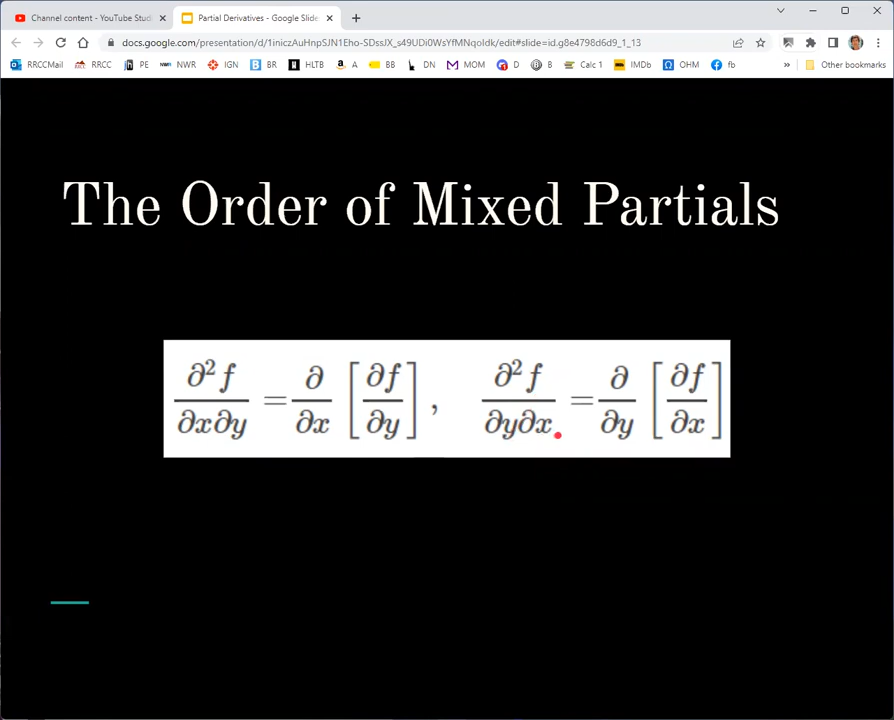 Channel content - YouTube Studi
Partial Derivatives - Google Slide
docs.google.com/presentation/d/1iniczAuHnpSJN1Eho-SDssJX_s49UDi0WsYfMNqoIdk/edit#slide=id.g8e4798d6d9_1_13
RRCCMail RRCC PE NWR IGN BR HLTB A BB DN MOM D B Calc 1 IMDb OHM fb » Other bookmarks
The Order of Mixed Partials
∂²f/∂x∂y = ∂/∂x [∂f/∂y] , ∂²f/∂y∂x = ∂/∂y [∂f/∂x]